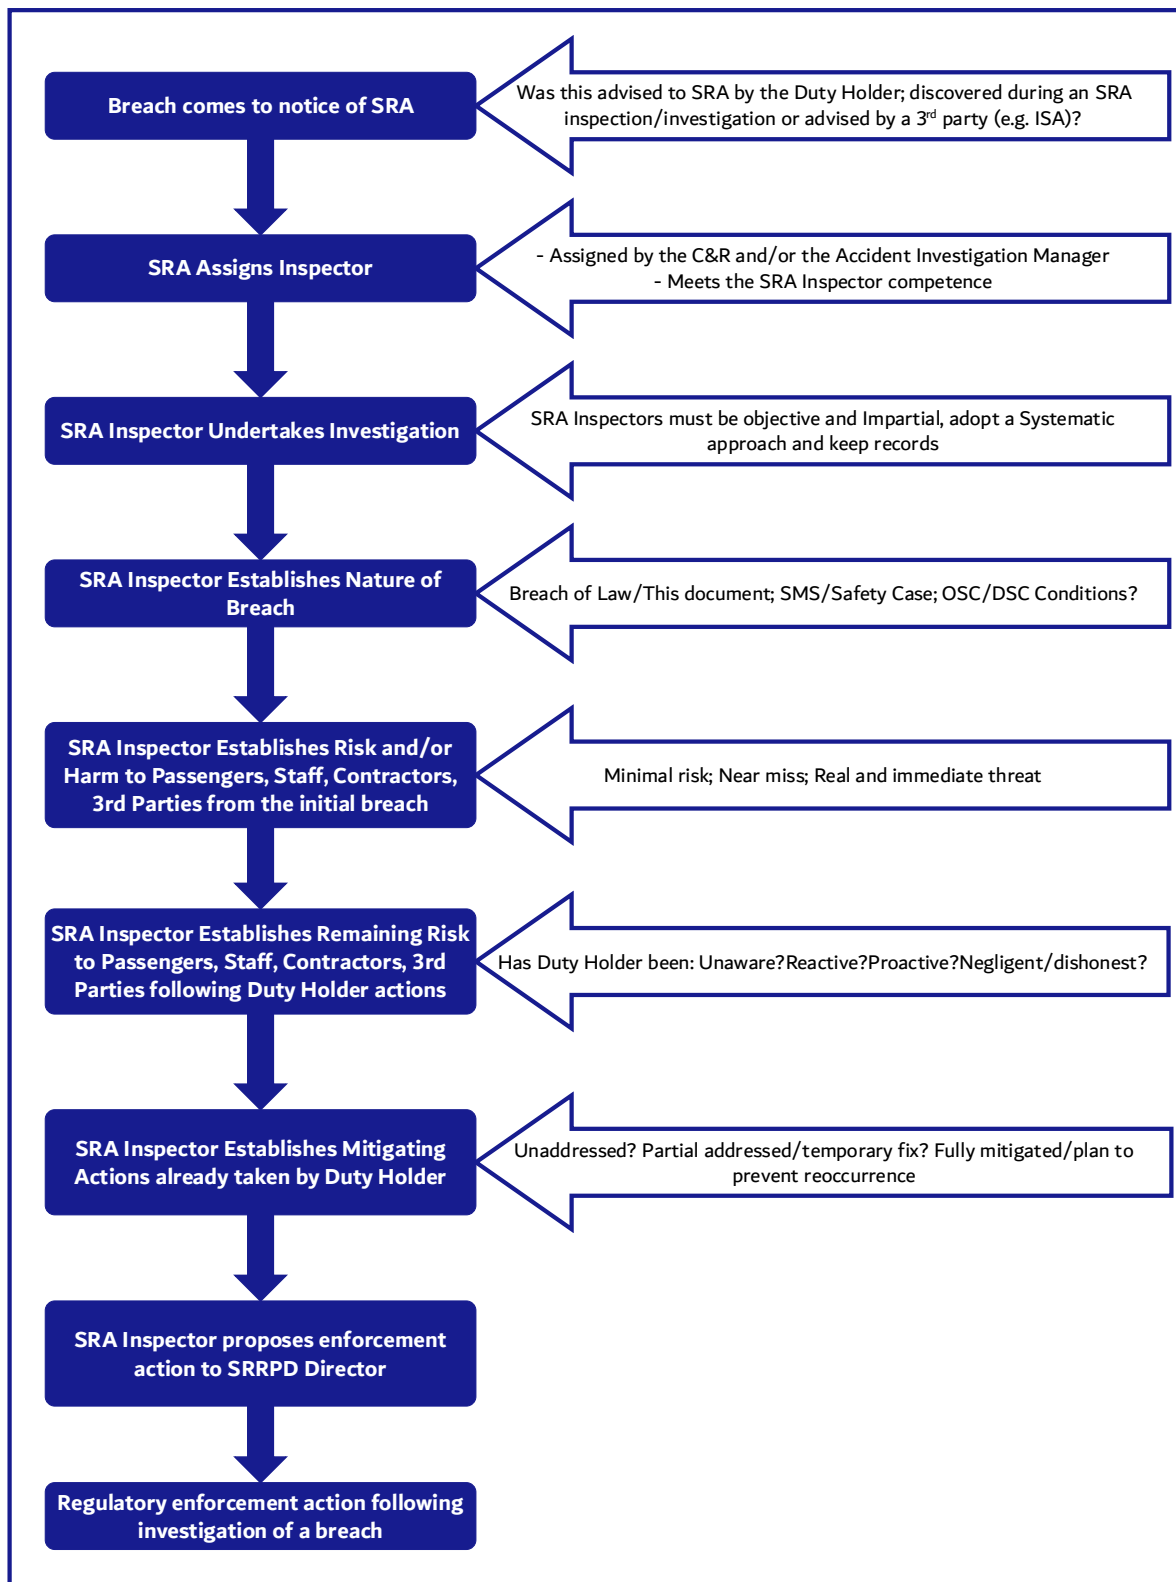 Breach comes to notice of SRA
Was this advised to SRA by the Duty Holder; discovered during an SRA
inspection/investigation or advised by a 3rd party (e.g. ISA)?
SRA Assigns Inspector
- Assigned by the C&R and/or the Accident Investigation Manager
- Meets the SRA Inspector competence
SRA Inspector Undertakes Investigation
SRA Inspectors must be objective and Impartial, adopt a Systematic
approach and keep records
SRA Inspector Establishes Nature of
Breach
Breach of Law/This document; SMS/Safety Case; OSC/DSC Conditions?
SRA Inspector Establishes Risk and/or
Harm to Passengers, Staff, Contractors,
3rd Parties from the initial breach
Minimal risk; Near miss; Real and immediate threat
SRA Inspector Establishes Remaining Risk
to Passengers, Staff, Contractors, 3rd
Parties following Duty Holder actions
Has Duty Holder been: Unaware?Reactive?Proactive?Negligent/dishonest?
SRA Inspector Establishes Mitigating
Actions already taken by Duty Holder
Unaddressed? Partial addressed/temporary fix? Fully mitigated/plan to
prevent reoccurrence
SRA Inspector proposes enforcement
action to SRRPD Director
Regulatory enforcement action following
investigation of a breach